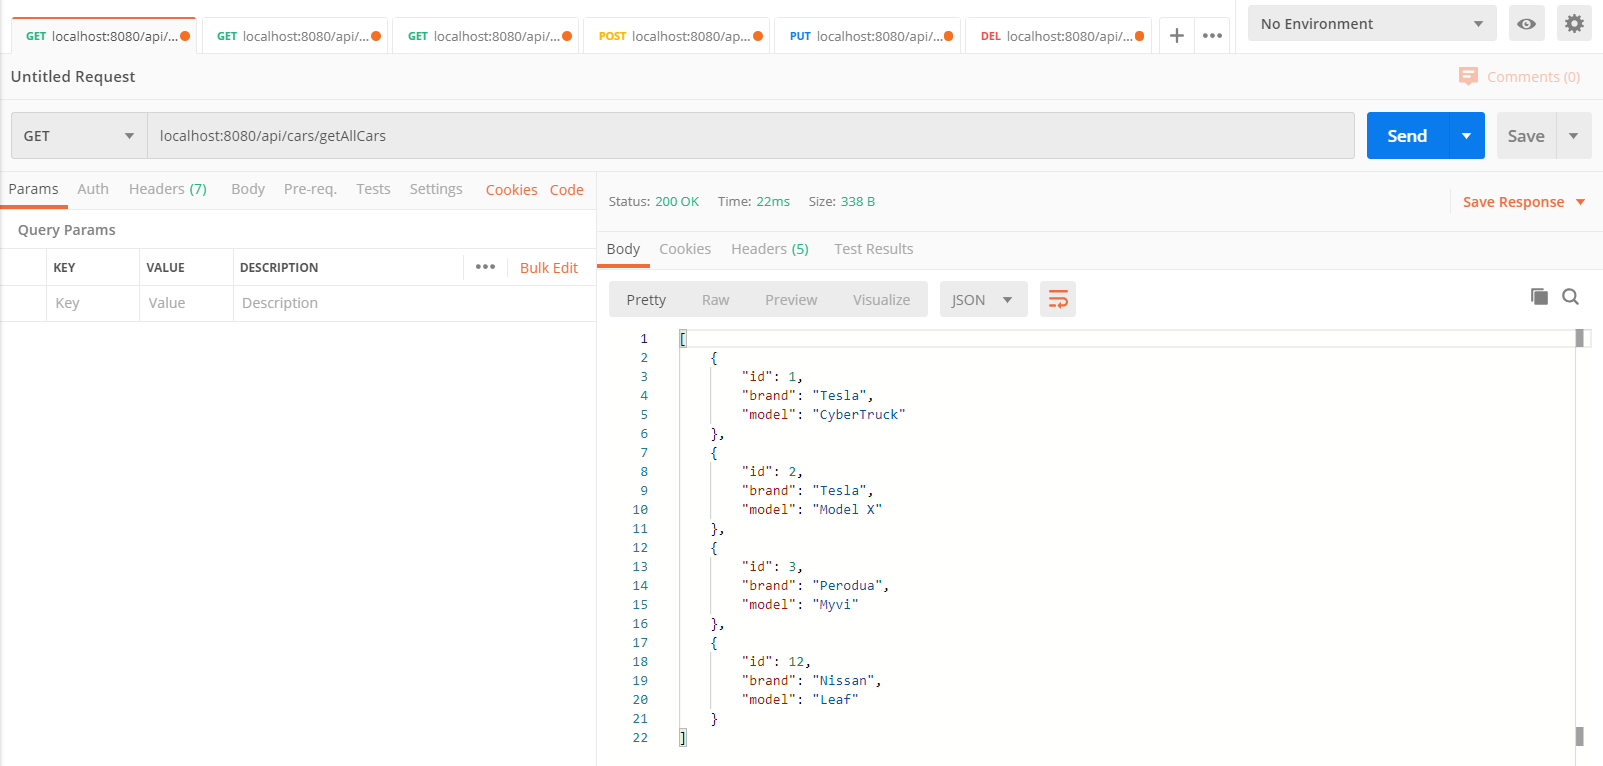 GET localhost:8080/api/... GET localhost:8080/api/... GET localhost:8080/api/... POST localhost:8080/ap... PUT localhost:8080/api/... DEL localhost:8080/api/... No Environment
Untitled Request Comments (0)
GET localhost:8080/api/cars/getAllCars Send Save
Params Auth Headers (7) Body Pre-req. Tests Settings Cookies Code
Status: 200 OK Time: 22ms Size: 338 B Save Response
Query Params
KEY VALUE DESCRIPTION Bulk Edit
Key Value Description
Body Cookies Headers (5) Test Results
Pretty Raw Preview Visualize JSON
1 [
2 {
3 "id": 1,
4 "brand": "Tesla",
5 "model": "CyberTruck"
6 },
7 {
8 "id": 2,
9 "brand": "Tesla",
10 "model": "Model X"
11 },
12 {
13 "id": 3,
14 "brand": "Perodua",
15 "model": "Myvi"
16 },
17 {
18 "id": 12,
19 "brand": "Nissan",
20 "model": "Leaf"
21 }
22 ]